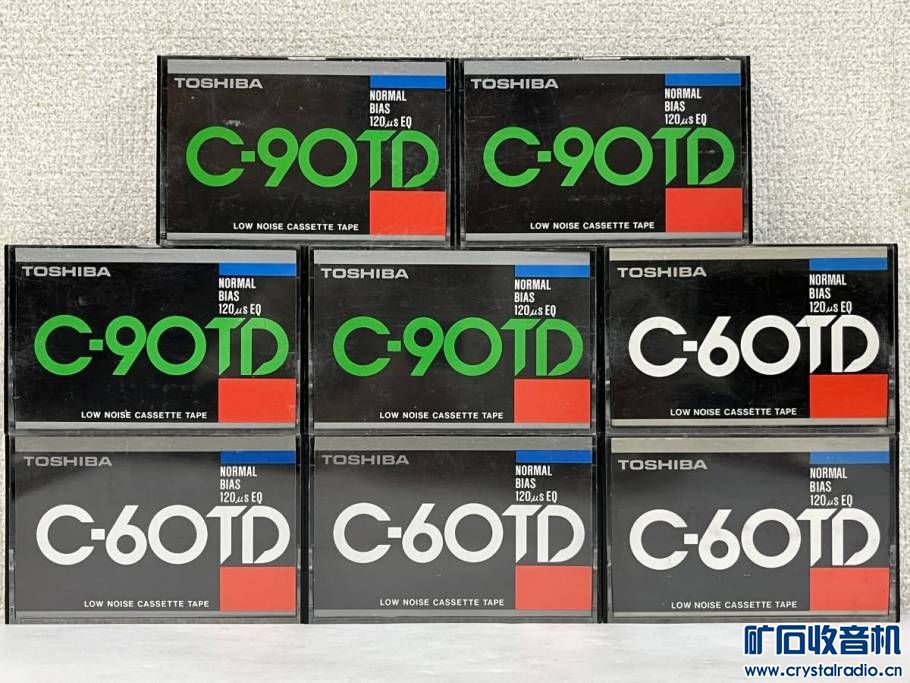 TOSHIBA
NORMAL
BIAS
120μs EQ
C-90TD
LOW NOISE CASSETTE TAPE
TOSHIBA
NORMAL
BIAS
120μs EQ
C-90TD
LOW NOISE CASSETTE TAPE
TOSHIBA
NORMAL
BIAS
120μs EQ
C-90TD
LOW NOISE CASSETTE TAPE
TOSHIBA
NORMAL
BIAS
120μs EQ
C-90TD
LOW NOISE CASSETTE TAPE
TOSHIBA
NORMAL
BIAS
120μs EQ
C-60TD
LOW NOISE CASSETTE TAPE
TOSHIBA
NORMAL
BIAS
120μs EQ
C-60TD
LOW NOISE CASSETTE TAPE
TOSHIBA
NORMAL
BIAS
120μs EQ
C-60TD
LOW NOISE CASSETTE TAPE
TOSHIBA
NORMAL
BIAS
120μs EQ
C-60TD
LOW NOISE CASSETTE TAPE
矿石收音机
www.crystalradio.cn